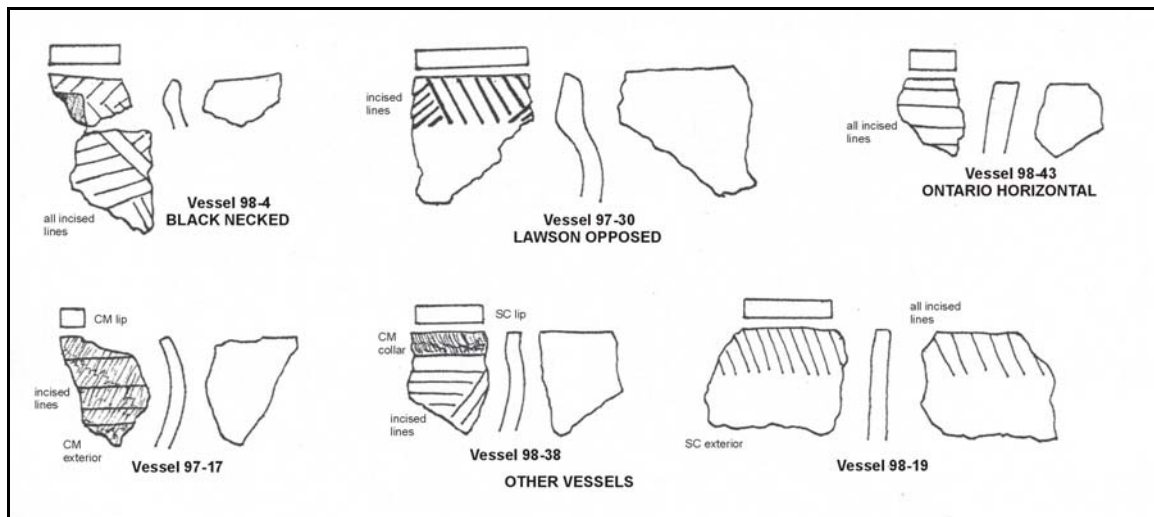 incised
lines
all incised
lines
all incised
lines
Vessel 98-4
BLACK NECKED
Vessel 97-30
LAWSON OPPOSED
Vessel 98-43
ONTARIO HORIZONTAL
CM lip
SC lip
CM
collar
all incised
lines
incised
lines
CM
exterior
incised
lines
SC exterior
Vessel 97-17
Vessel 98-38
Vessel 98-19
OTHER VESSELS